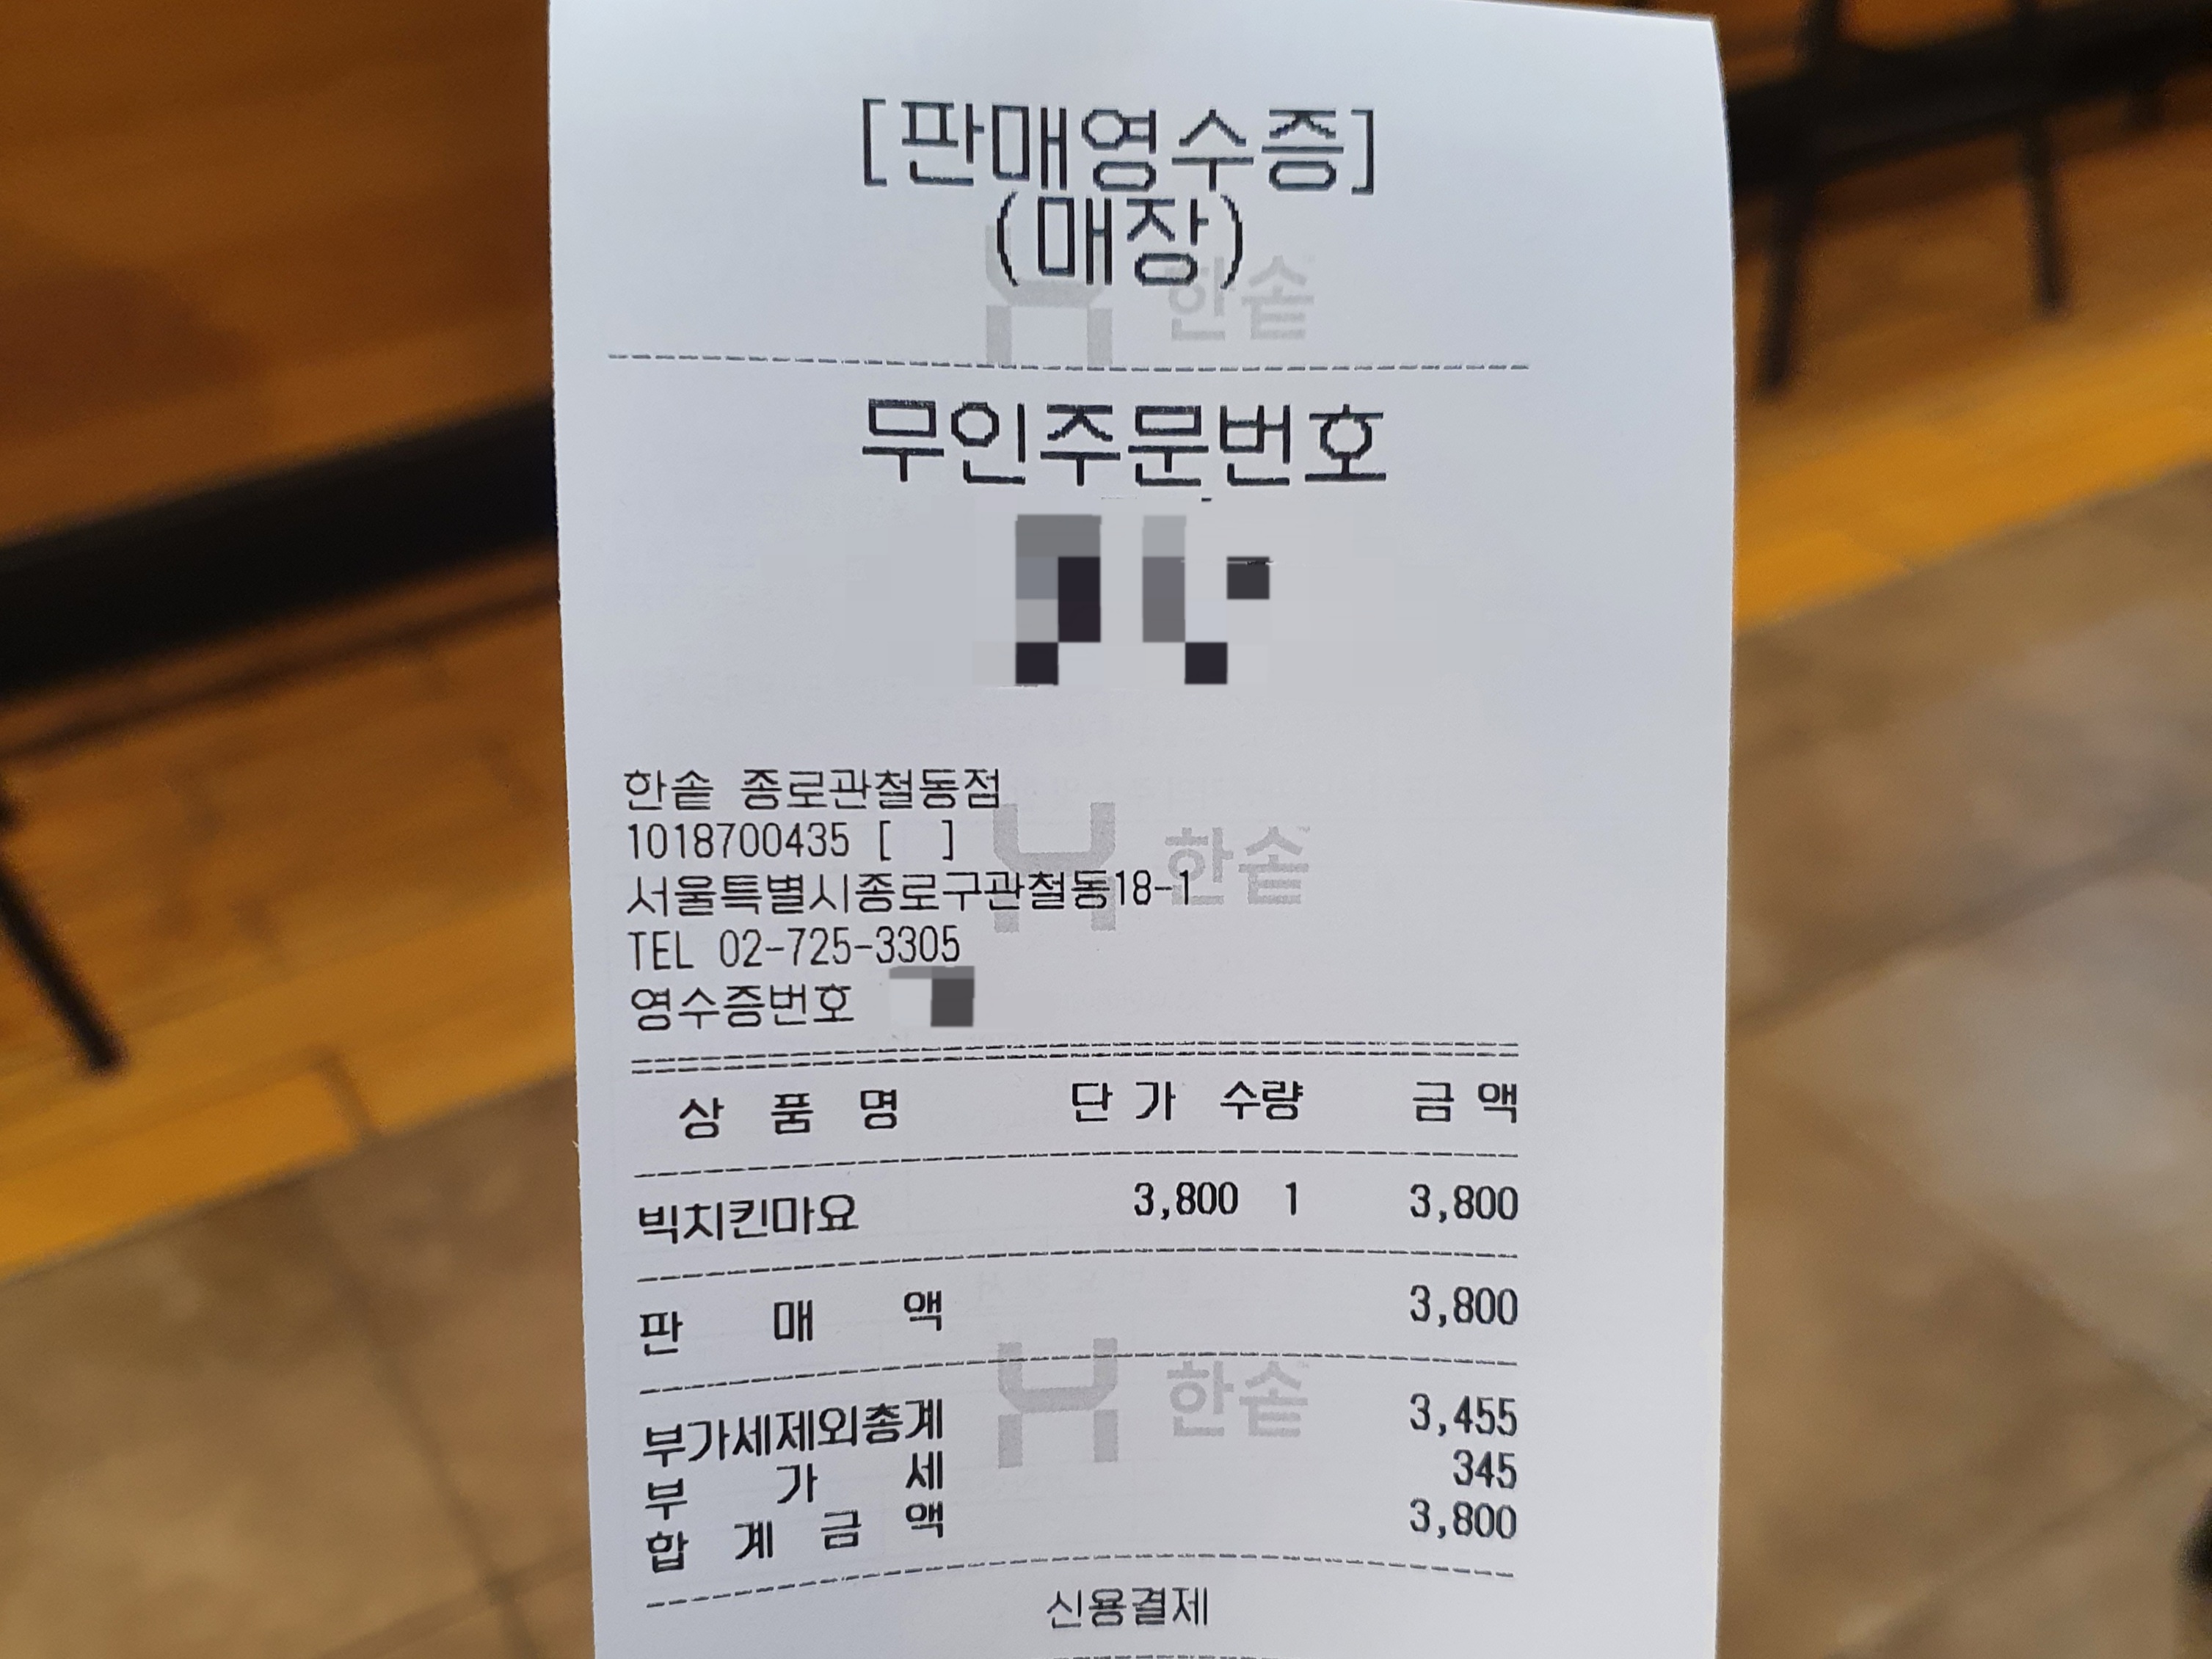 [판매영수증]
(매장)
한솥
무인주문번호
한솥 종로관철동점
1018700435 [ ]
한솥
서울특별시종로구관철동18-1
TEL 02-725-3305
영수증번호
상 품 명 단 가 수량 금 액
빅치킨마요 3,800 1 3,800
판 매 액 3,800
한솥
부가세제외총계 3,455
부 가 세 345
합 계 금 액 3,800
신용결제